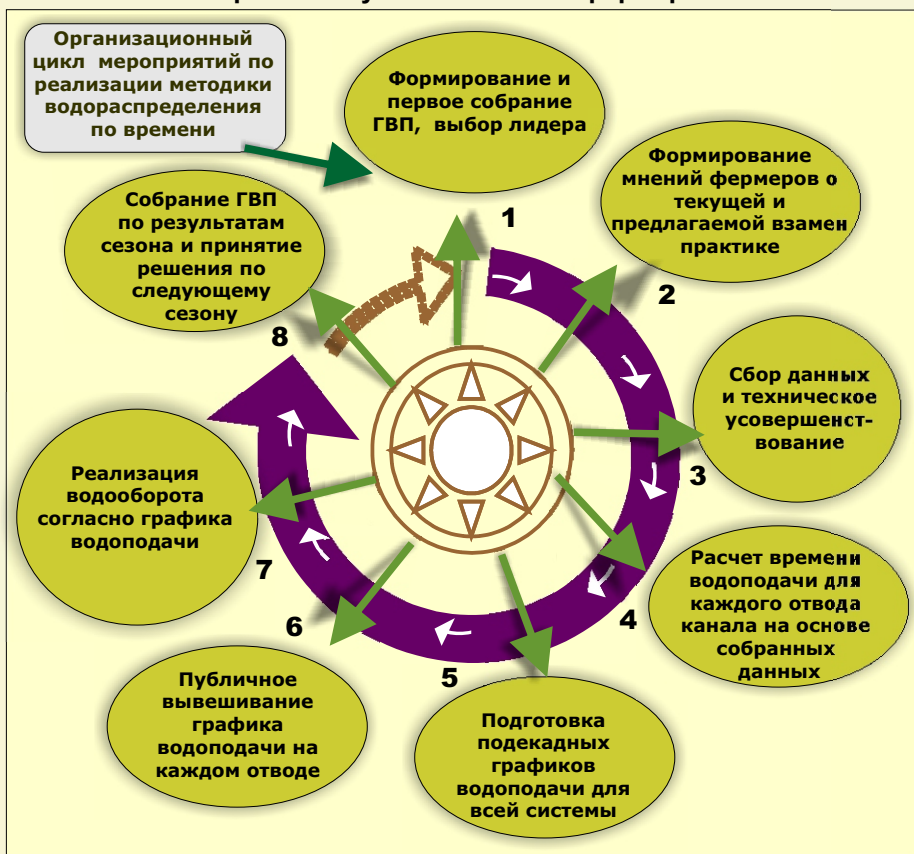 Организационный
цикл мероприятий по
реализации методики
водораспределения
по времени
Формирование и
первое собрание
ГВП, выбор лидера
1
Формирование
мнений фермеров о
текущей и
предлагаемой взамен
практике
2
Сбор данных
и техническое
усовершенст-
вование
3
Расчет времени
водоподачи для
каждого отвода
канала на основе
собранных
данных
4
Подготовка
подекадных
графиков
водоподачи для
всей системы
5
Публичное
вывешивание
графика
водоподачи на
каждом отводе
6
Реализация
водооборота
согласно графика
водоподачи
7
Собрание ГВП
по результатам
сезона и принятие
решения по
следующему
сезону
8